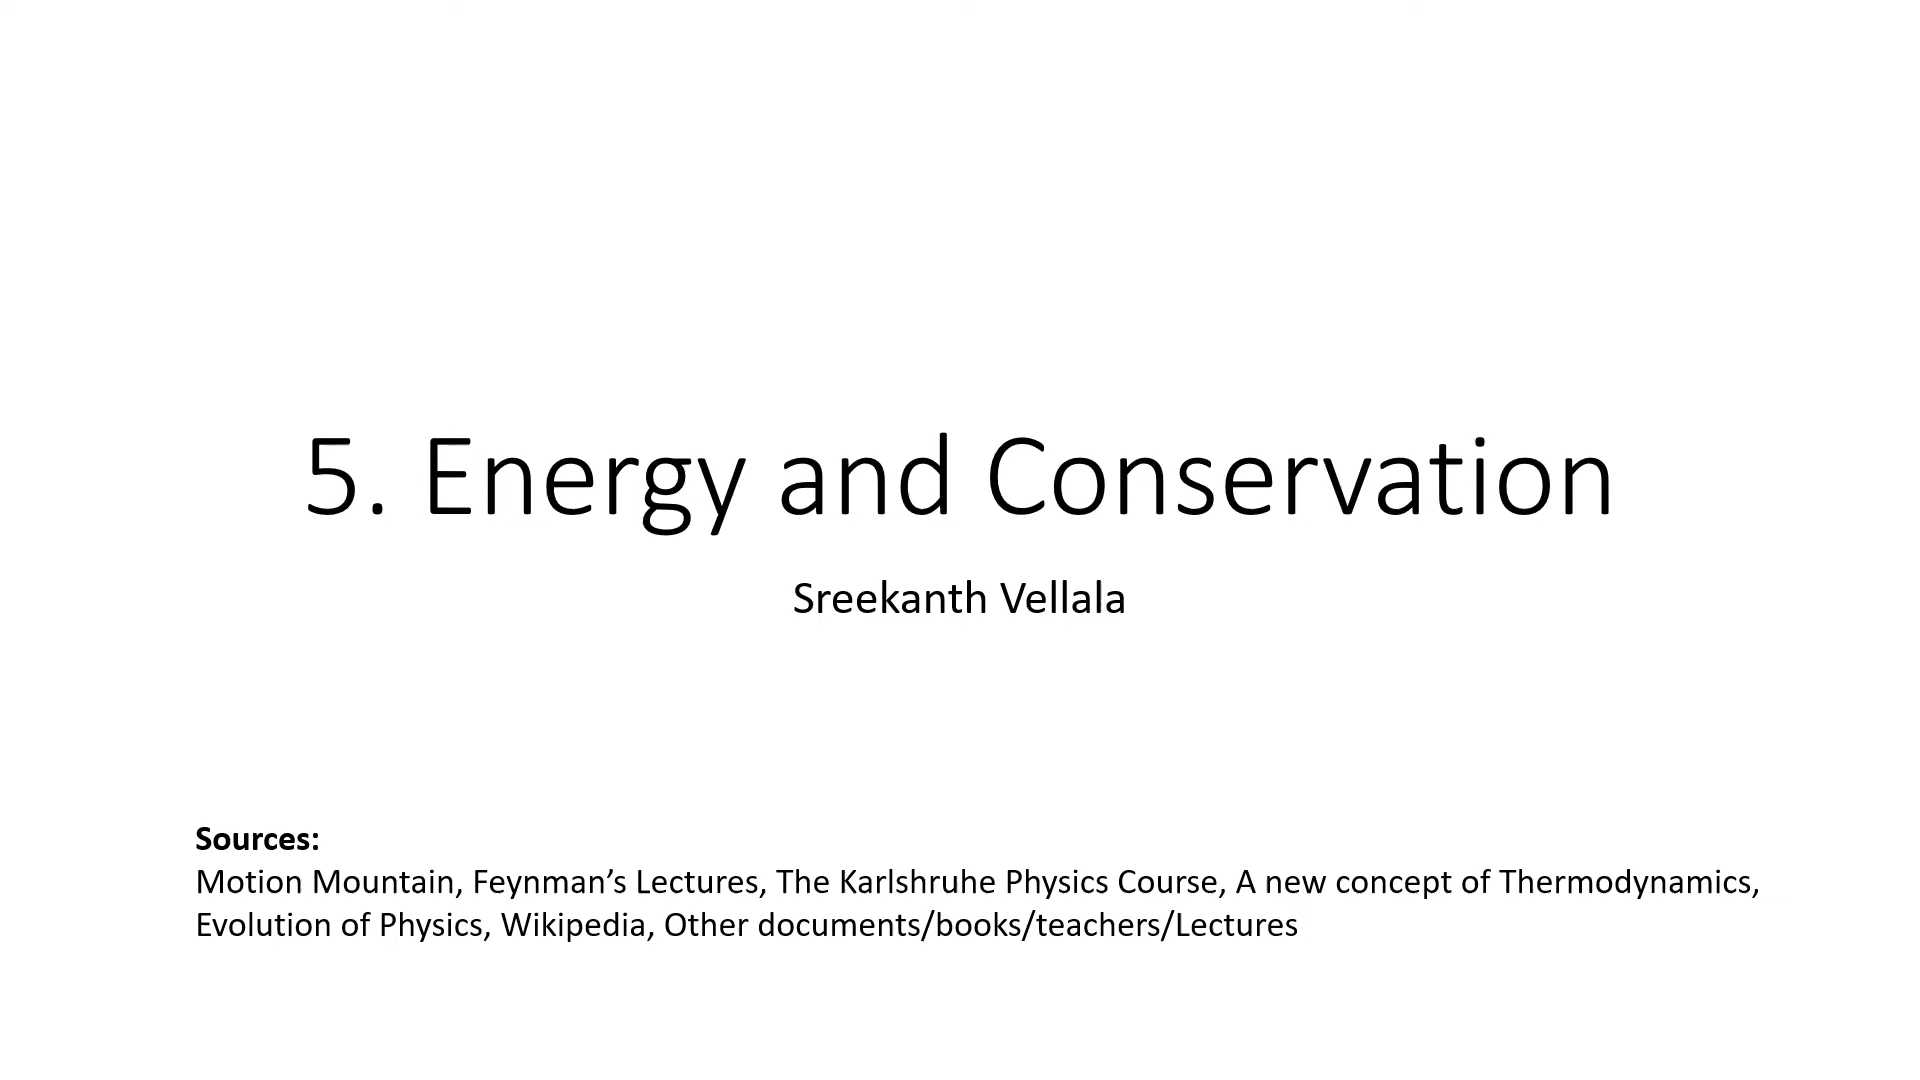 5. Energy and Conservation
Sreekanth Vellala
Sources:
Motion Mountain, Feynman’s Lectures, The Karlshruhe Physics Course, A new concept of Thermodynamics,
Evolution of Physics, Wikipedia, Other documents/books/teachers/Lectures